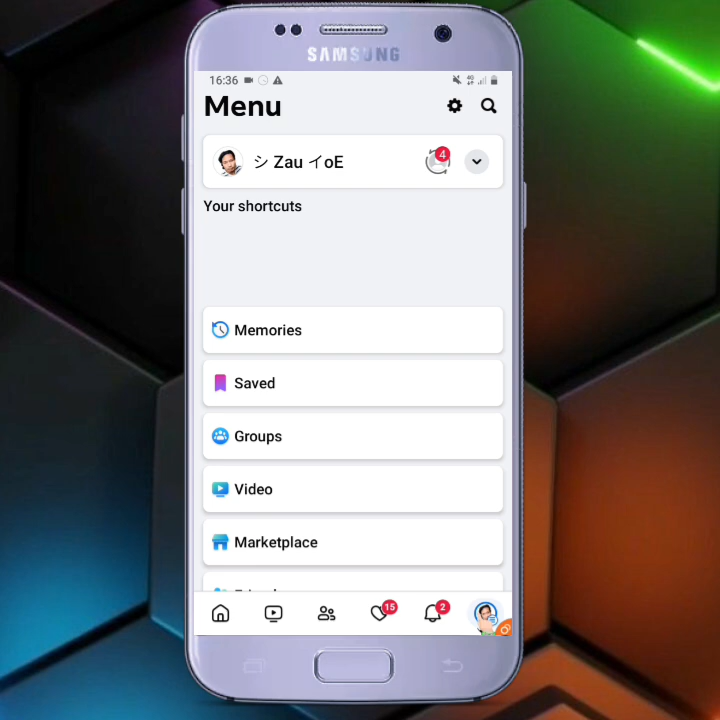 SAMSUNG
16:36
4G
Menu
シ Zau イoE
4
Your shortcuts
Memories
Saved
Groups
Video
Marketplace
15
2